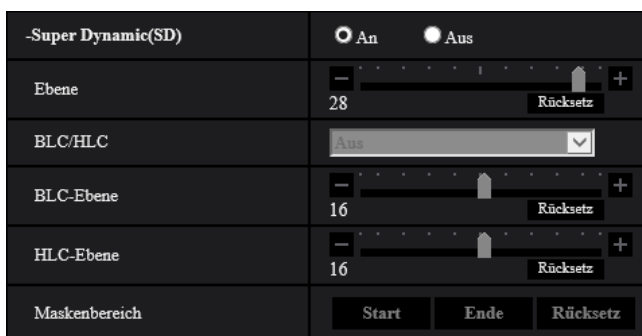 -Super Dynamic(SD) An Aus
Ebene
28 Rücksetz
BLC/HLC Aus
BLC-Ebene
16 Rücksetz
HLC-Ebene
16 Rücksetz
Maskenbereich Start Ende Rücksetz